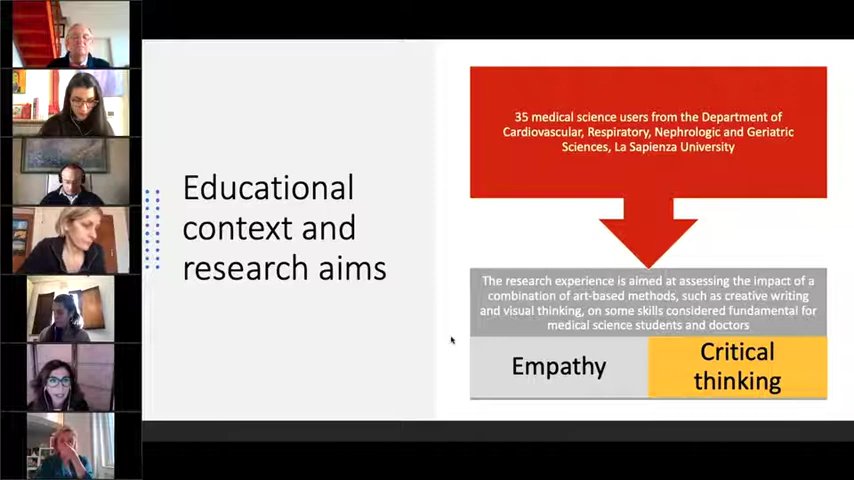 Educational
context and
research aims
35 medical science users from the Department of
Cardiovascular, Respiratory, Nephrologic and Geriatric
Sciences, La Sapienza University
The research experience is aimed at assessing the impact of a
combination of art-based methods, such as creative writing
and visual thinking, on some skills considered fundamental for
medical science students and doctors
Empathy
Critical
thinking